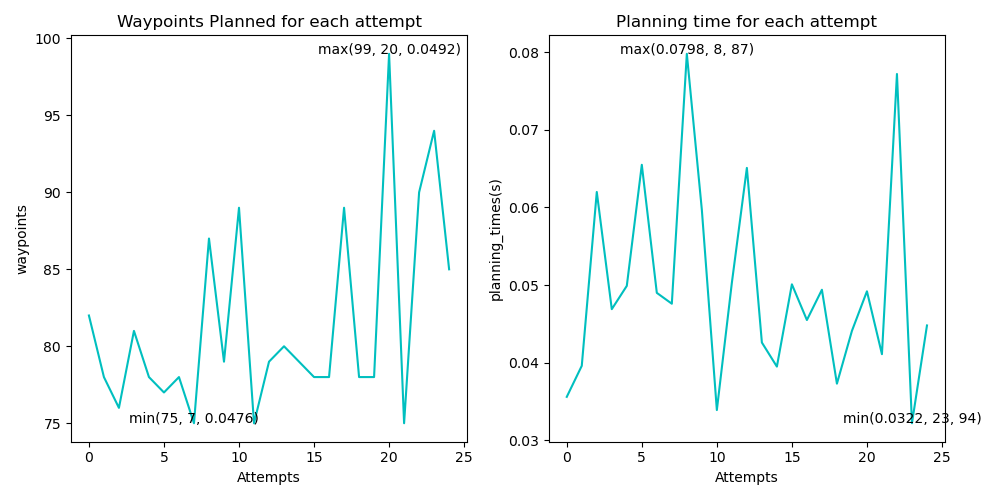 Waypoints Planned for each attempt
100
95
90
85
80
75
waypoints
max(99, 20, 0.0492)
min(75, 7, 0.0476)
0 5 10 15 20 25
Attempts
Planning time for each attempt
0.08
0.07
0.06
0.05
0.04
0.03
planning_times(s)
max(0.0798, 8, 87)
min(0.0322, 23, 94)
0 5 10 15 20 25
Attempts